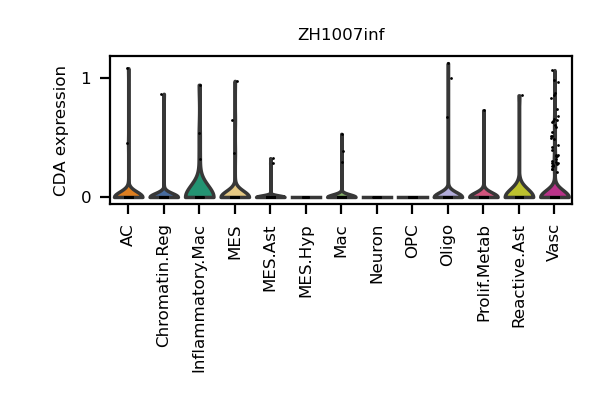 ZH1007inf
CDA expression
1
0
AC
Chromatin.Reg
Inflammatory.Mac
MES
MES.Ast
MES.Hyp
Mac
Neuron
OPC
Oligo
Prolif.Metab
Reactive.Ast
Vasc